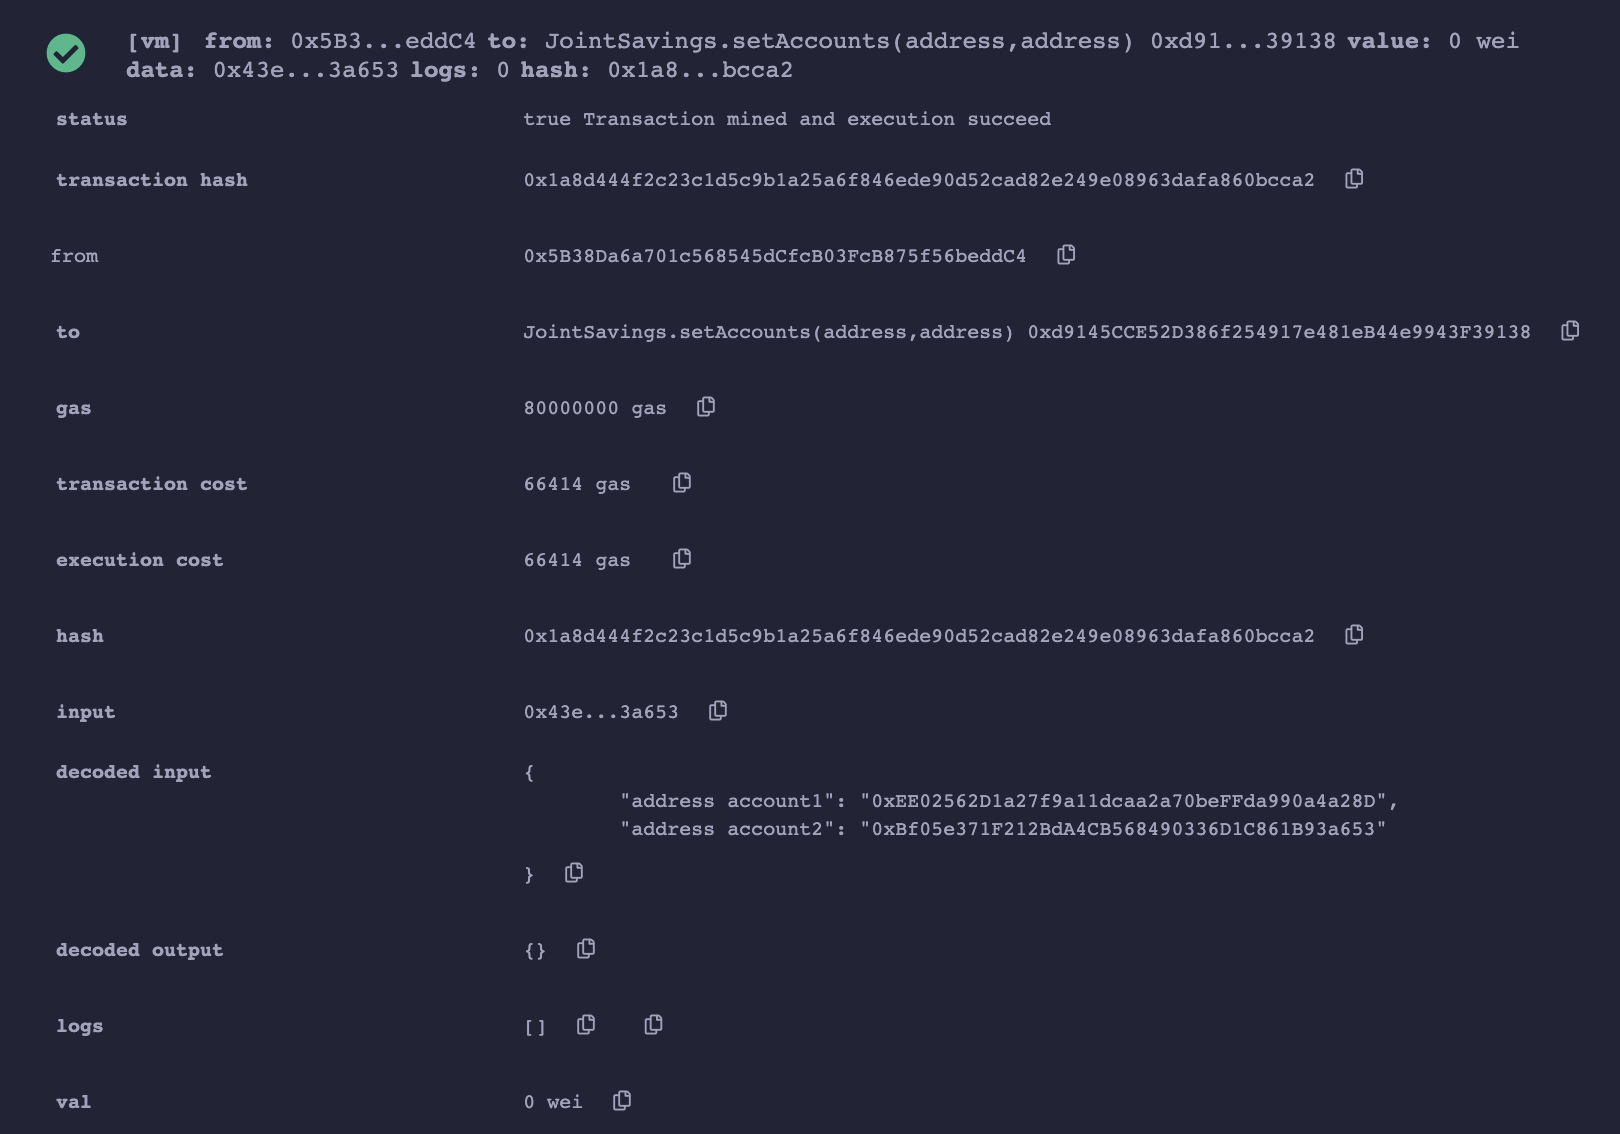 [vm] from: 0x5B3...eddC4 to: JointSavings.setAccounts(address,address) 0xd91...39138 value: 0 wei
data: 0x43e...3a653 logs: 0 hash: 0x1a8...bcca2
status true Transaction mined and execution succeed
transaction hash 0x1a8d444f2c23c1d5c9b1a25a6f846ede90d52cad82e249e08963dafa860bcca2
from 0x5B38Da6a701c568545dCfcB03FcB875f56beddC4
to JointSavings.setAccounts(address,address) 0xd9145CCE52D386f254917e481eB44e9943F39138
gas 80000000 gas
transaction cost 66414 gas
execution cost 66414 gas
hash 0x1a8d444f2c23c1d5c9b1a25a6f846ede90d52cad82e249e08963dafa860bcca2
input 0x43e...3a653
decoded input {
"address account1": "0xEE02562D1a27f9a11dcaa2a70beFFda990a4a28D",
"address account2": "0xBf05e371F212BdA4CB568490336D1C861B93a653"
}
decoded output {}
logs []
val 0 wei